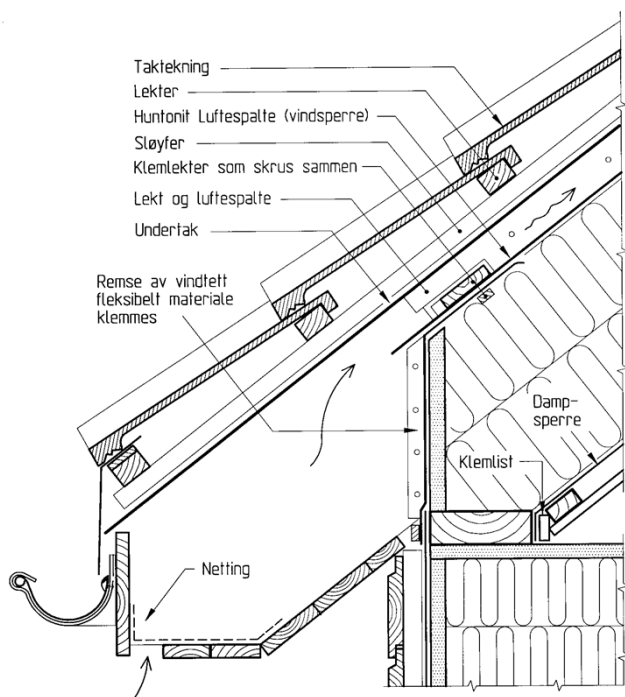 Taktekning
Lekter
Huntonit Luftespalte (vindsperre)
Sløyfer
Klemlekter som skrus sammen
Lekt og luftespalte
Undertak
Remse av vindtett
fleksibelt materiale
klemmes
Damp-
sperre
Klemlist
Netting